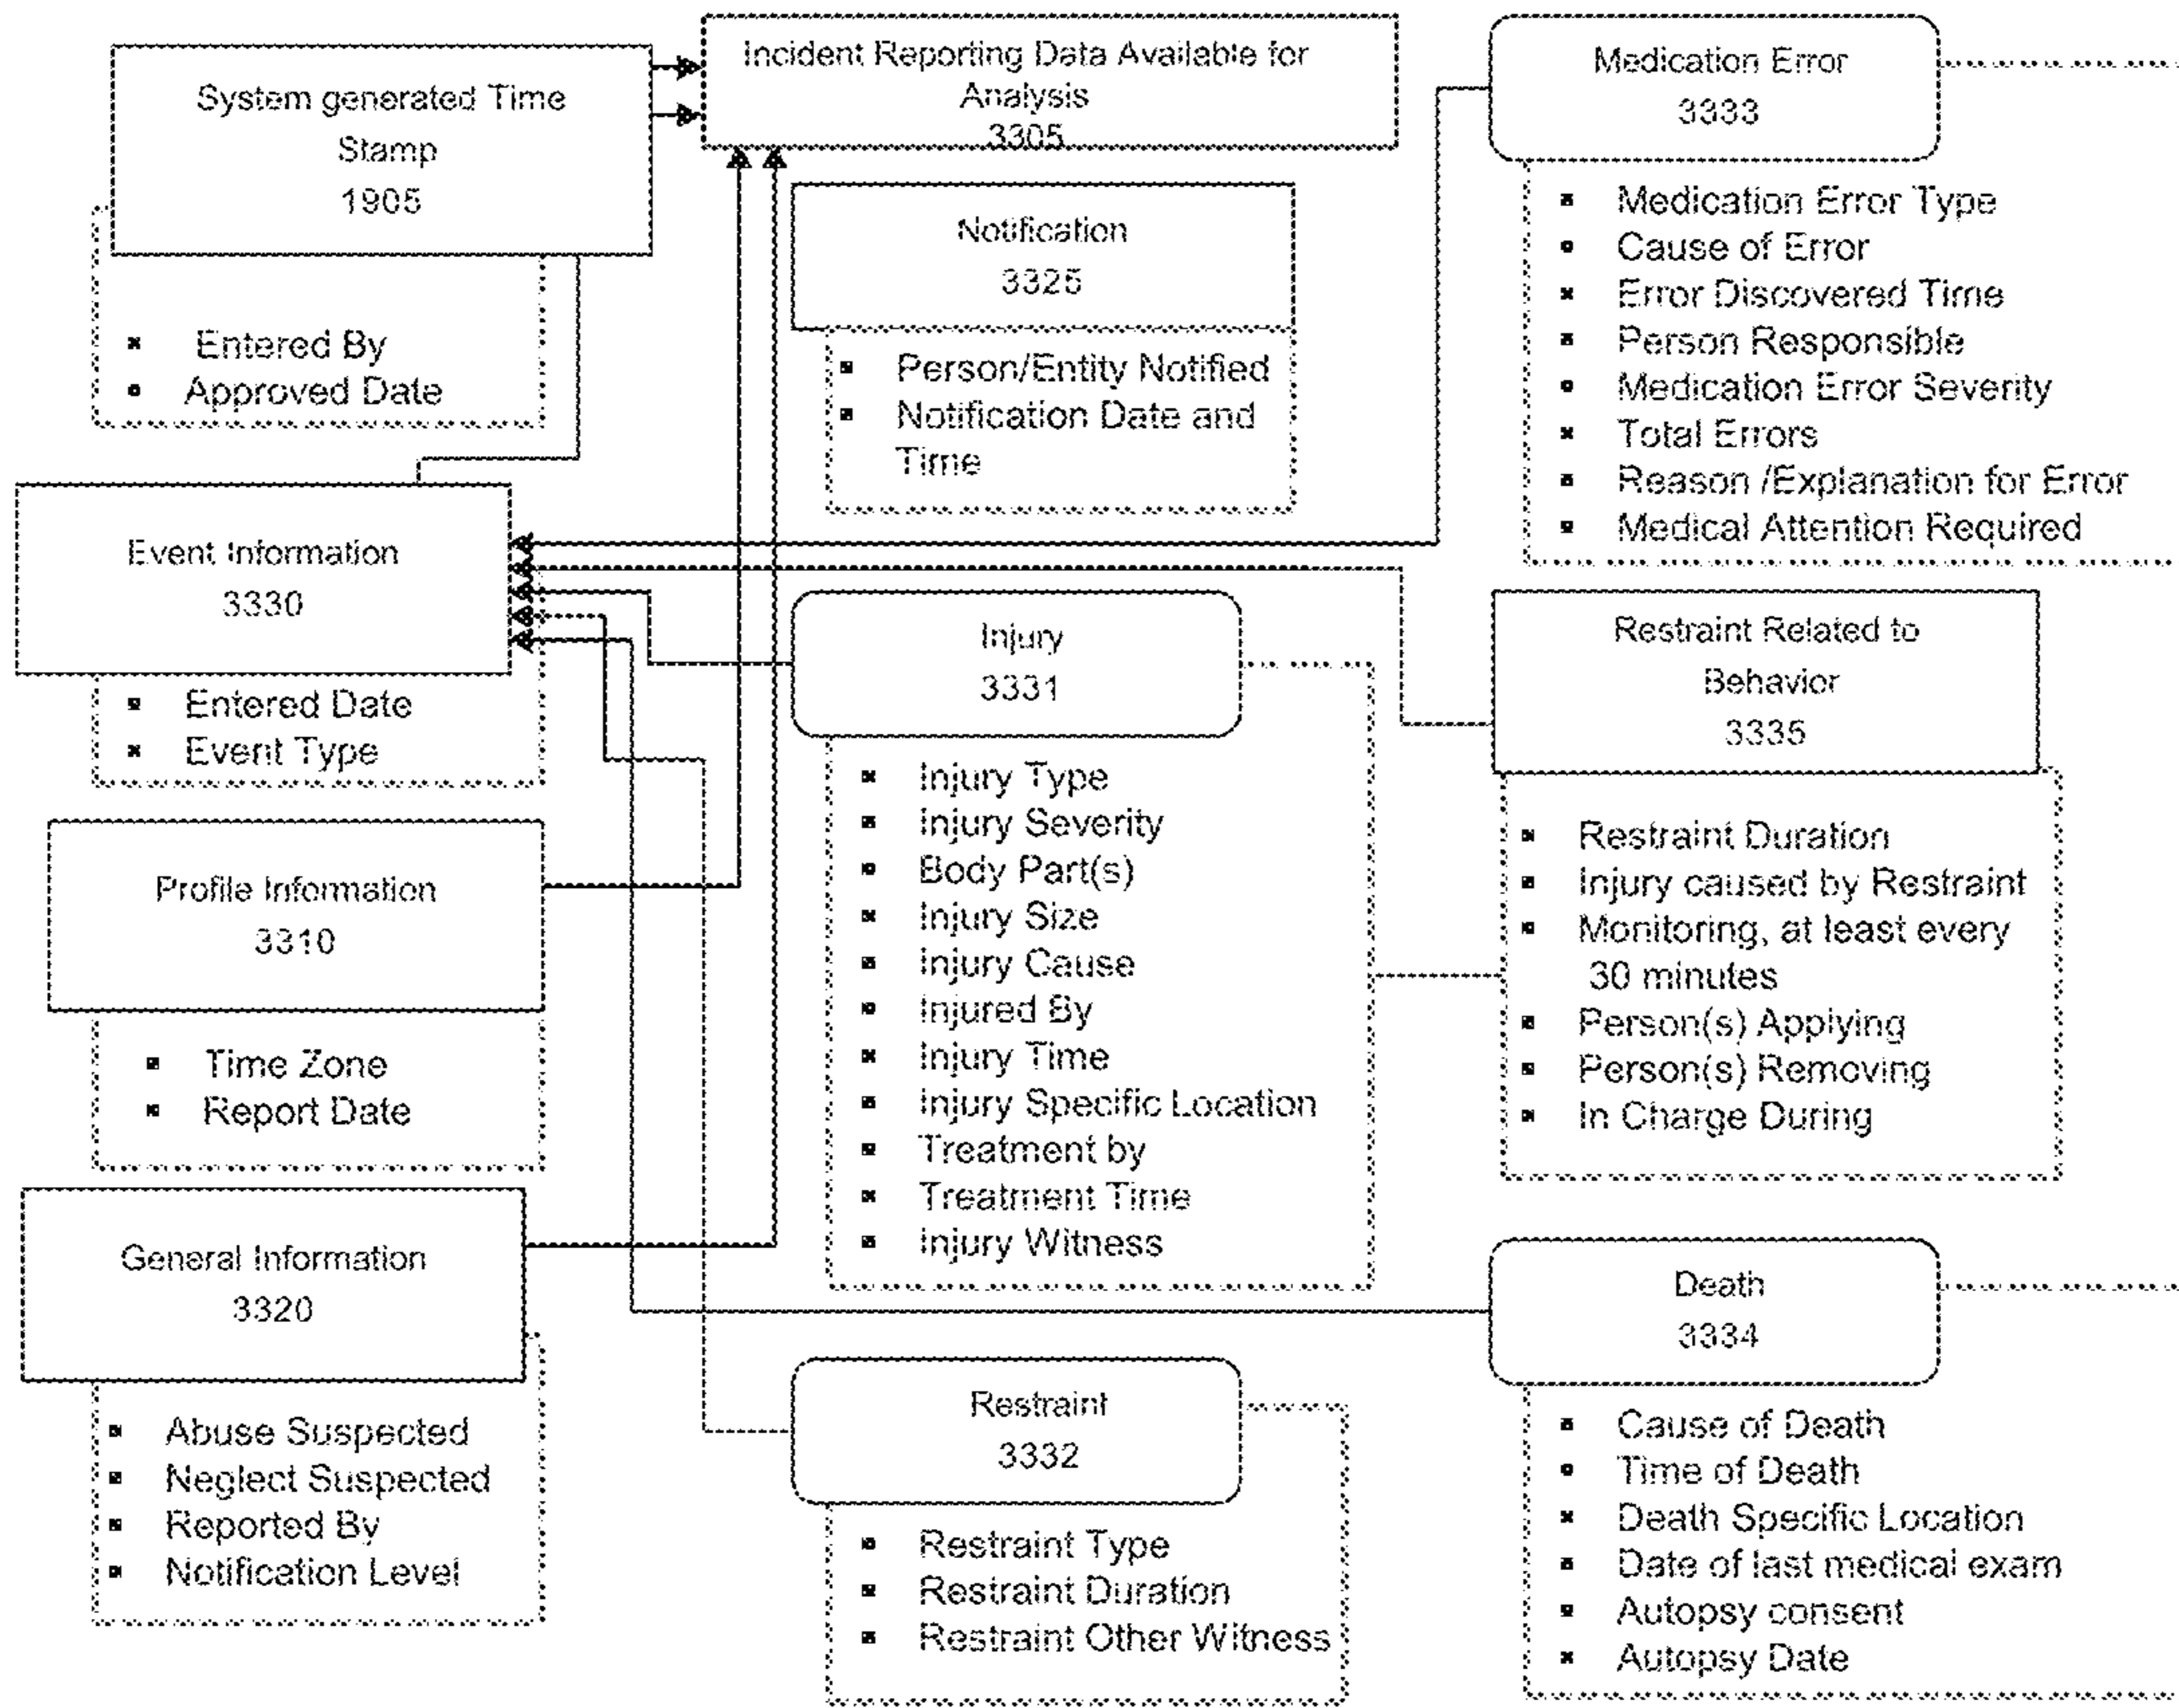 System generated Time
Stamp
1905
Entered By
Approved Date
Incident Reporting Data Available for
Analysis
3305
Notification
3325
Person/Entity Notified
Notification Date and
Time
Medication Error
3333
Medication Error Type
Cause of Error
Error Discovered Time
Person Responsible
Medication Error Severity
Total Errors
Reason /Explanation for Error
Medical Attention Required
Event Information
3330
Entered Date
Event Type
Injury
3331
Injury Type
Injury Severity
Body Part(s)
Injury Size
Injury Cause
Injured By
Injury Time
Injury Specific Location
Treatment by
Treatment Time
Injury Witness
Restraint Related to
Behavior
3335
Restraint Duration
Injury caused by Restraint
Monitoring, at least every
30 minutes
Person(s) Applying
Person(s) Removing
In Charge During
Profile Information
3310
Time Zone
Report Date
General Information
3320
Abuse Suspected
Neglect Suspected
Reported By
Notification Level
Restraint
3332
Restraint Type
Restraint Duration
Restraint Other Witness
Death
3334
Cause of Death
Time of Death
Death Specific Location
Date of last medical exam
Autopsy consent
Autopsy Date